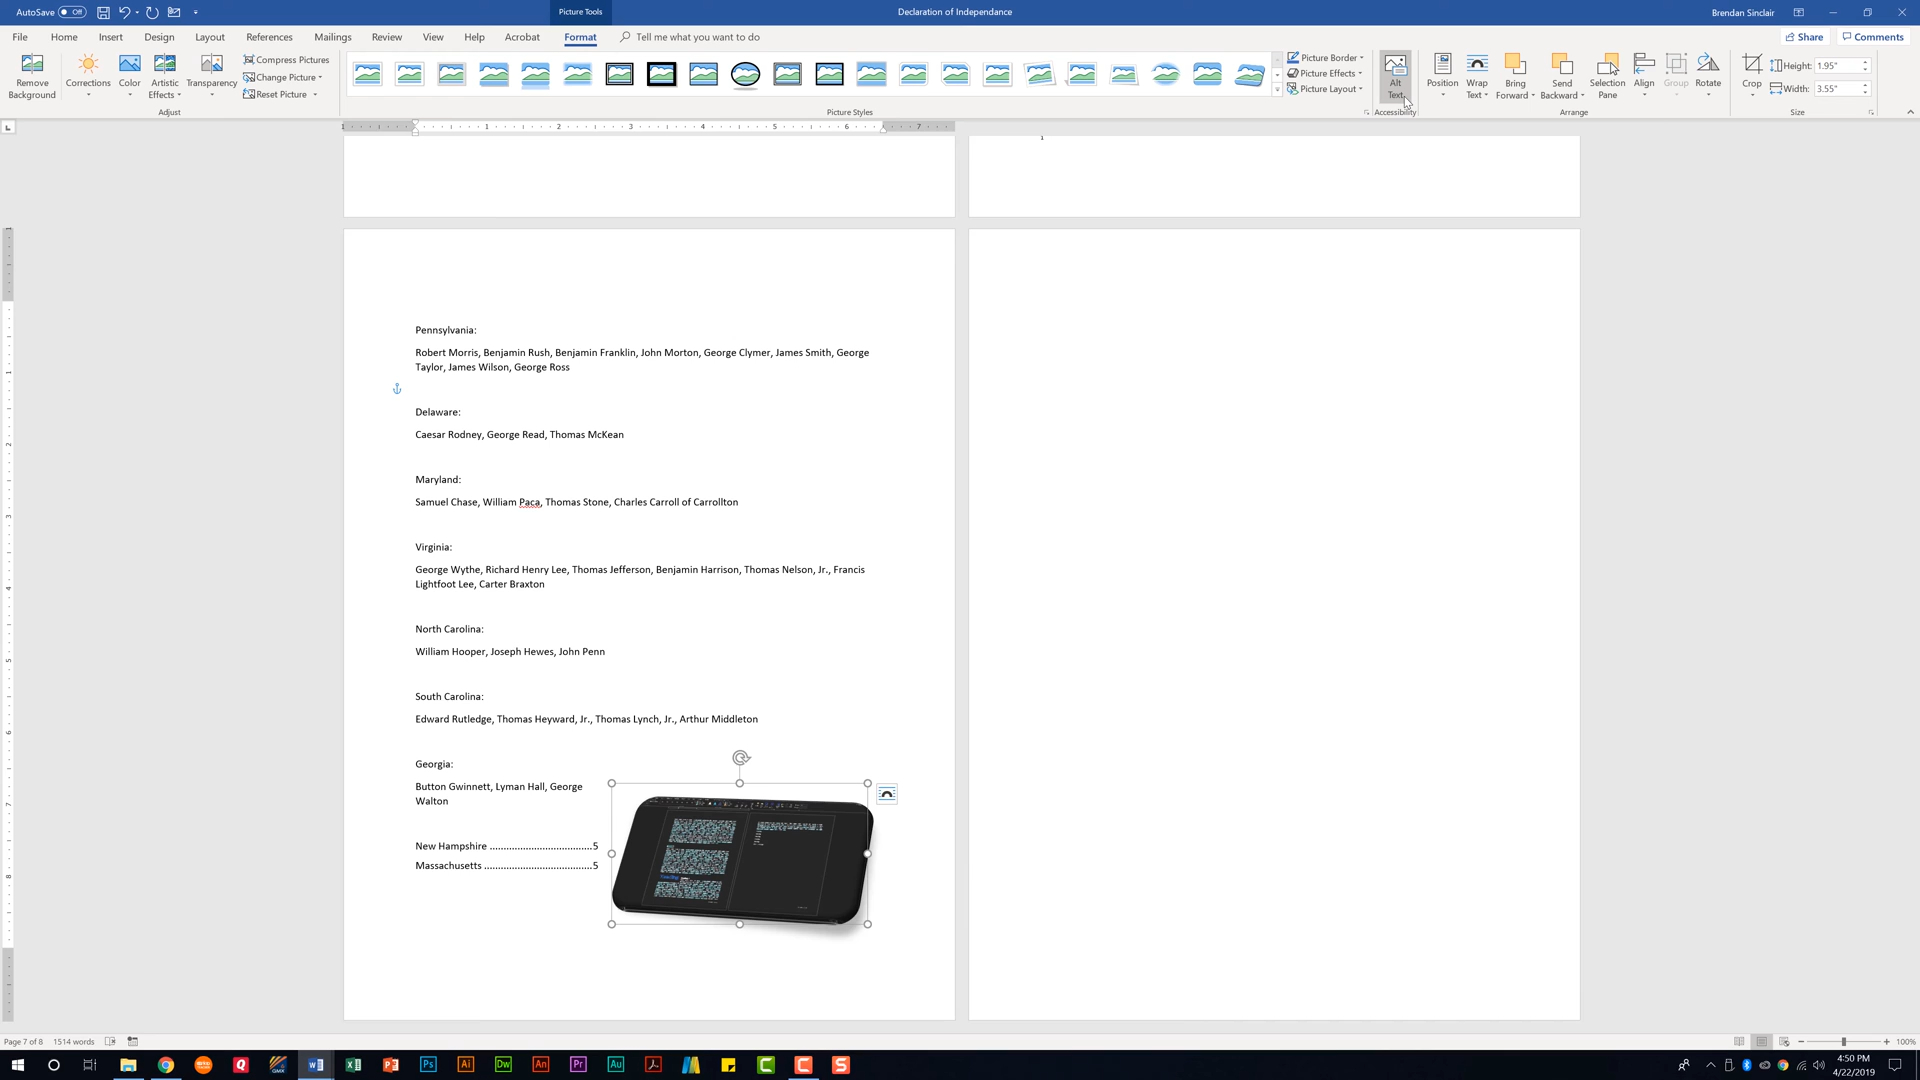 AutoSave Off
Picture Tools
Declaration of Independance
Brendan Sinclair
File Home Insert Design Layout References Mailings Review View Help Acrobat Format Tell me what you want to do
Share Comments
Remove Background
Corrections
Color
Artistic Effects
Transparency
Compress Pictures
Change Picture
Reset Picture
Adjust
Picture Styles
Picture Border
Picture Effects
Picture Layout
Alt Text
Accessibility
Position
Wrap Text
Bring Forward
Send Backward
Selection Pane
Align
Group
Rotate
Arrange
Crop
Height: 1.95"
Width: 3.55"
Size
1 1 2 3 4 5 6 7
1
Pennsylvania:
Robert Morris, Benjamin Rush, Benjamin Franklin, John Morton, George Clymer, James Smith, George
Taylor, James Wilson, George Ross
Delaware:
Caesar Rodney, George Read, Thomas McKean
Maryland:
Samuel Chase, William Paca, Thomas Stone, Charles Carroll of Carrollton
Virginia:
George Wythe, Richard Henry Lee, Thomas Jefferson, Benjamin Harrison, Thomas Nelson, Jr., Francis
Lightfoot Lee, Carter Braxton
North Carolina:
William Hooper, Joseph Hewes, John Penn
South Carolina:
Edward Rutledge, Thomas Heyward, Jr., Thomas Lynch, Jr., Arthur Middleton
Georgia:
Button Gwinnett, Lyman Hall, George
Walton
New Hampshire .....................................5
Massachusetts .......................................5
Page 7 of 8 1514 words
100%
4:50 PM
4/22/2019